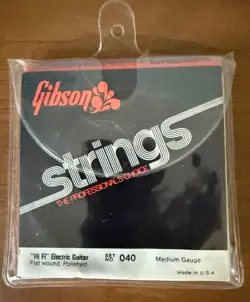 Gibson
strings
THE PROFESSIONAL'S CHOICE
"Hi Fi" Electric Guitar
Flat wound, Polished
SET NO. 040
Medium Gauge
Made in U.S.A.